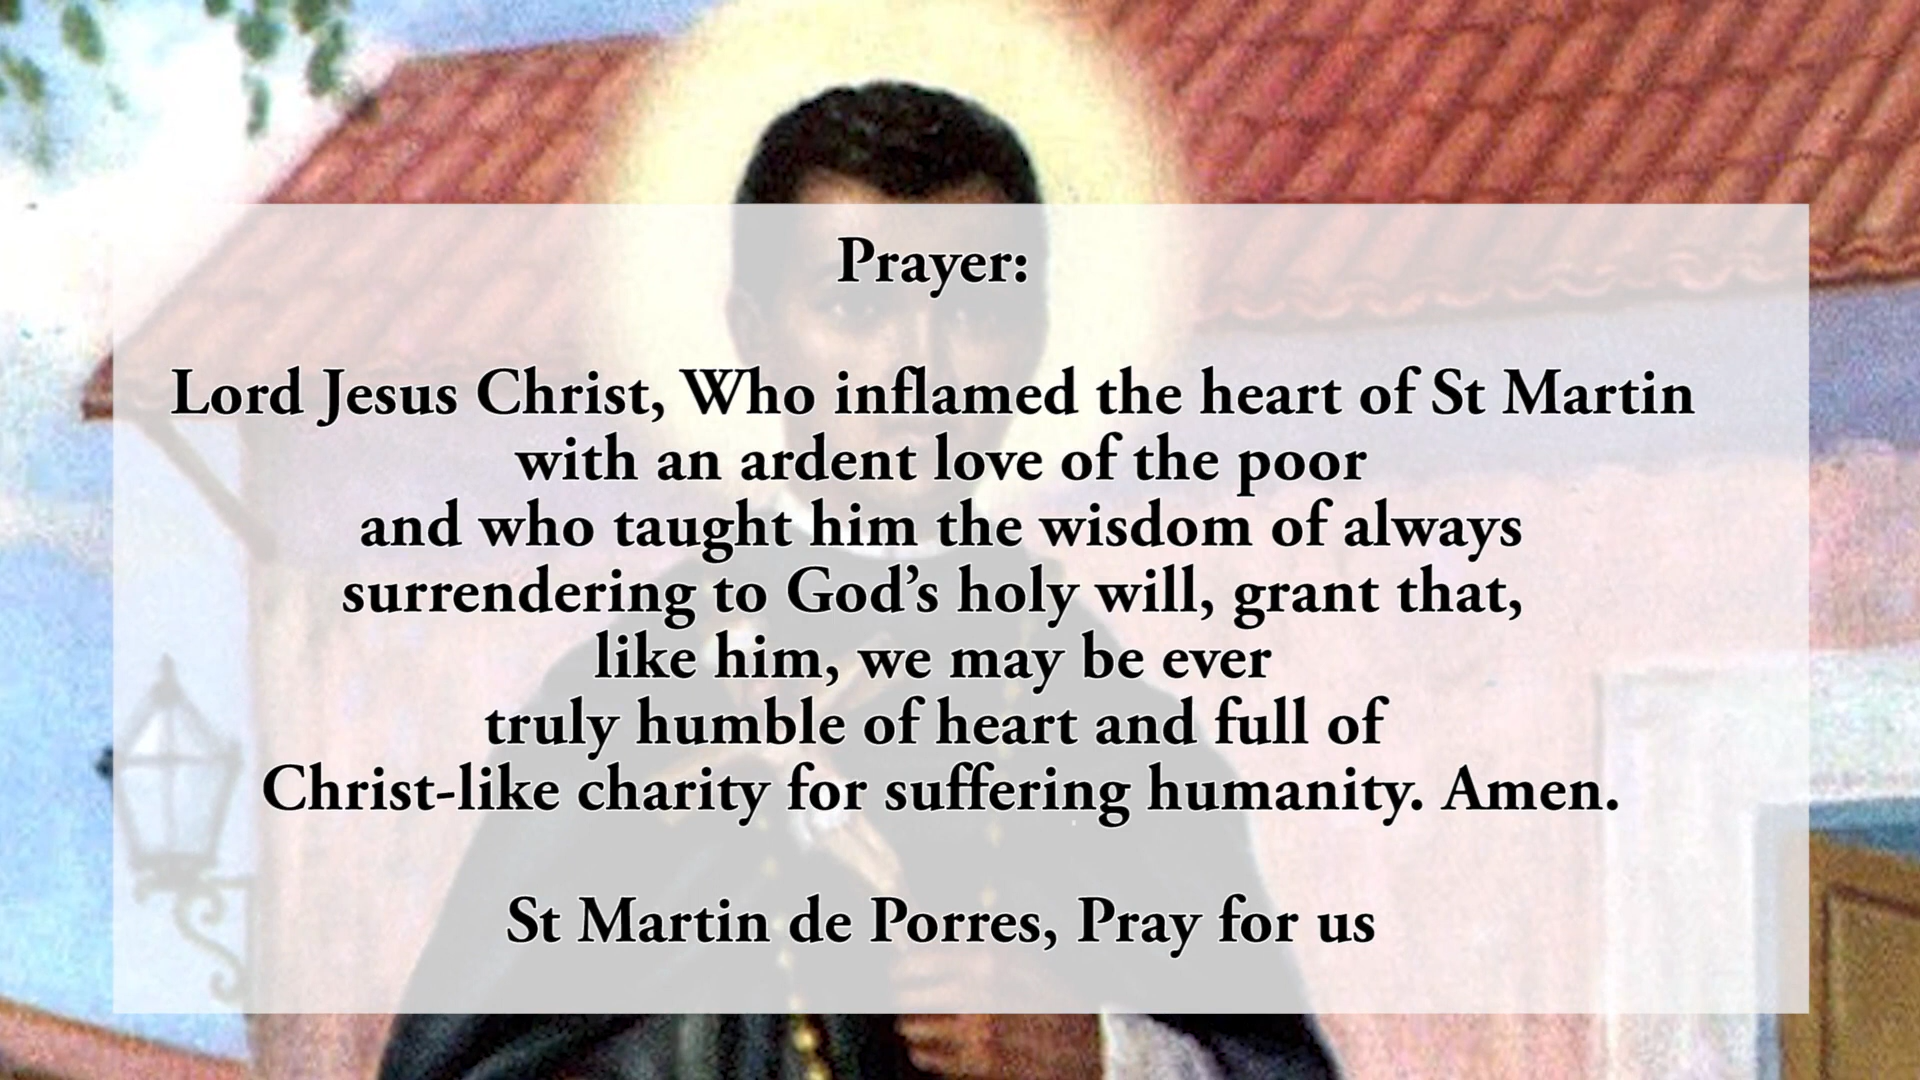 Prayer:
Lord Jesus Christ, Who inflamed the heart of St Martin
with an ardent love of the poor
and who taught him the wisdom of always
surrendering to God’s holy will, grant that,
like him, we may be ever
truly humble of heart and full of
Christ-like charity for suffering humanity. Amen.
St Martin de Porres, Pray for us